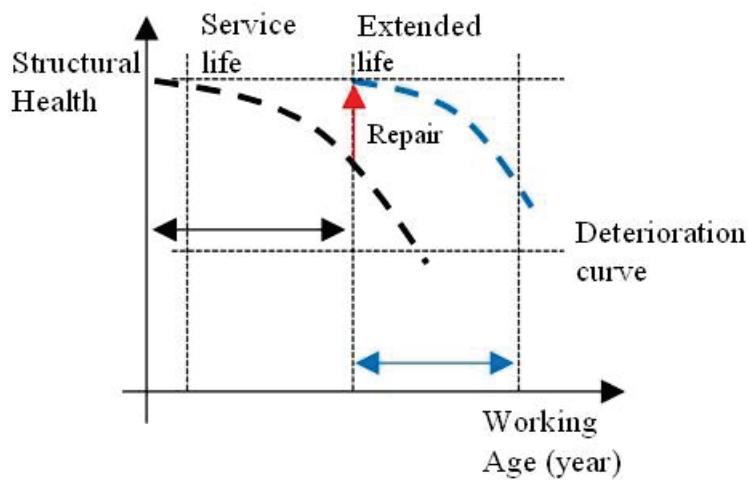 Structural
Health
Service
life
Extended
life
Repair
Deterioration
curve
Working
Age (year)